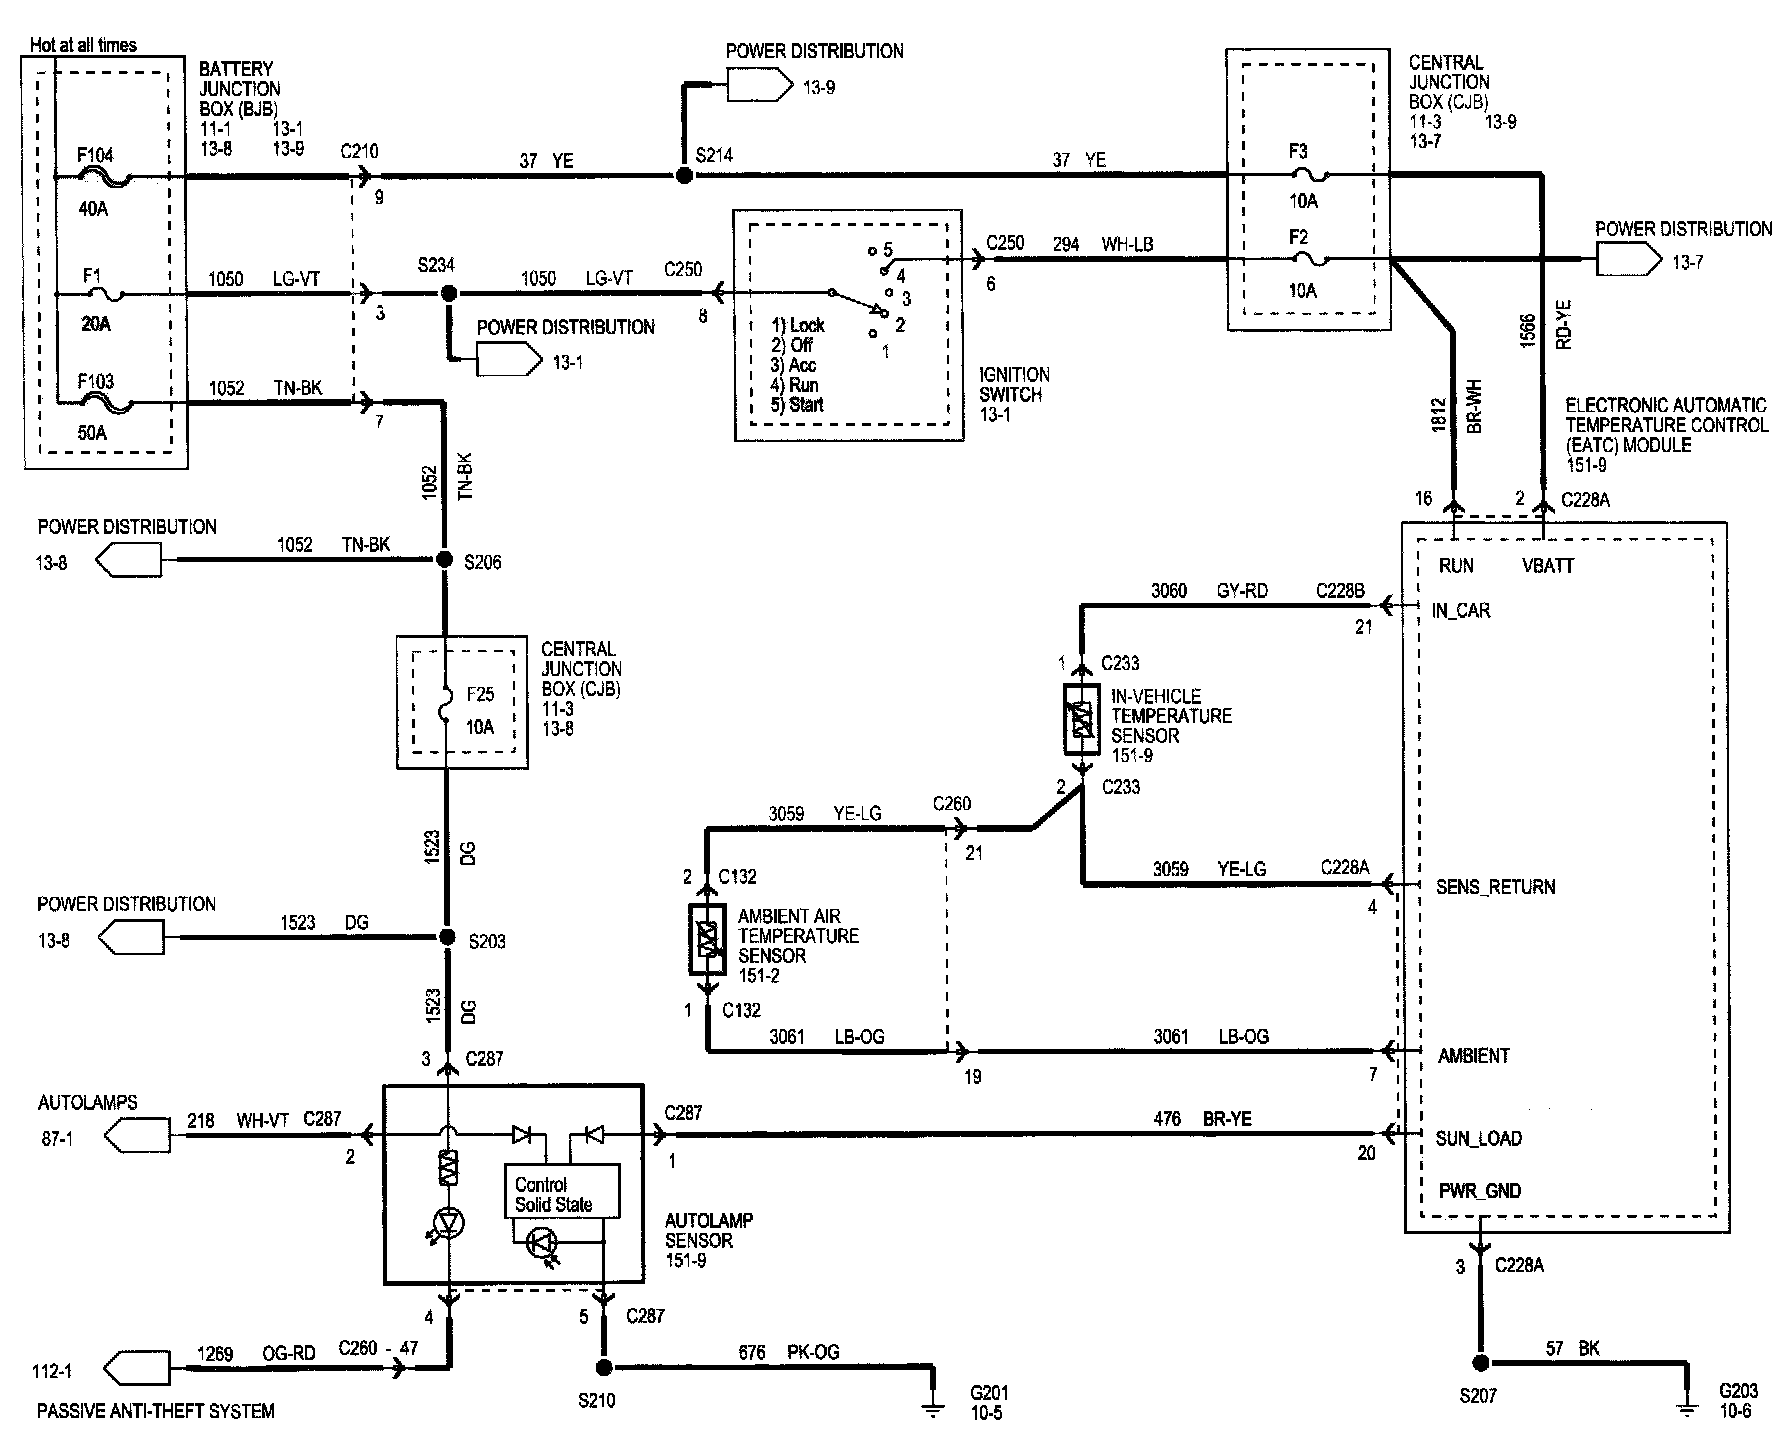 Hot at all times
BATTERY
JUNCTION
BOX (BJB)
11-1 13-1
13-8 13-9
F104
40A
F1
20A
F103
50A
C210
9
37 YE
S214
POWER DISTRIBUTION
13-9
37 YE
CENTRAL
JUNCTION
BOX (CJB)
11-3 13-9
13-7
F3
10A
F2
10A
1050 LG-VT
3
S234
1050 LG-VT
C250
8
POWER DISTRIBUTION
13-1
1) Lock
2) Off
3) Acc
4) Run
5) Start
5
4
3
2
1
IGNITION
SWITCH
13-1
C250
6
294 WH-LB
POWER DISTRIBUTION
13-7
1566
RD-YE
1812
BR-WH
1052 TN-BK
7
1052
TN-BK
POWER DISTRIBUTION
13-8
1052 TN-BK
S206
CENTRAL
JUNCTION
BOX (CJB)
11-3
13-8
F25
10A
1523
DG
POWER DISTRIBUTION
13-8
1523 DG
S203
1523
DG
3 C287
ELECTRONIC AUTOMATIC
TEMPERATURE CONTROL
(EATC) MODULE
151-9
16
2 C228A
RUN VBATT
3060 GY-RD C228B
21
IN_CAR
1 C233
IN-VEHICLE
TEMPERATURE
SENSOR
151-9
2 C233
3059 YE-LG C260
21
3059 YE-LG C228A
4
SENS_RETURN
2 C132
AMBIENT AIR
TEMPERATURE
SENSOR
151-2
1 C132
3061 LB-OG
19
3061 LB-OG
7
AMBIENT
AUTOLAMPS
87-1
218 WH-VT C287
2
C287
1
476 BR-YE
20
SUN_LOAD
PWR_GND
Control
Solid State
AUTOLAMP
SENSOR
151-9
4
5 C287
3 C228A
112-1
1269 OG-RD C260 - 47
PASSIVE ANTI-THEFT SYSTEM
S210
676 PK-OG
G201
10-5
S207
57 BK
G203
10-6